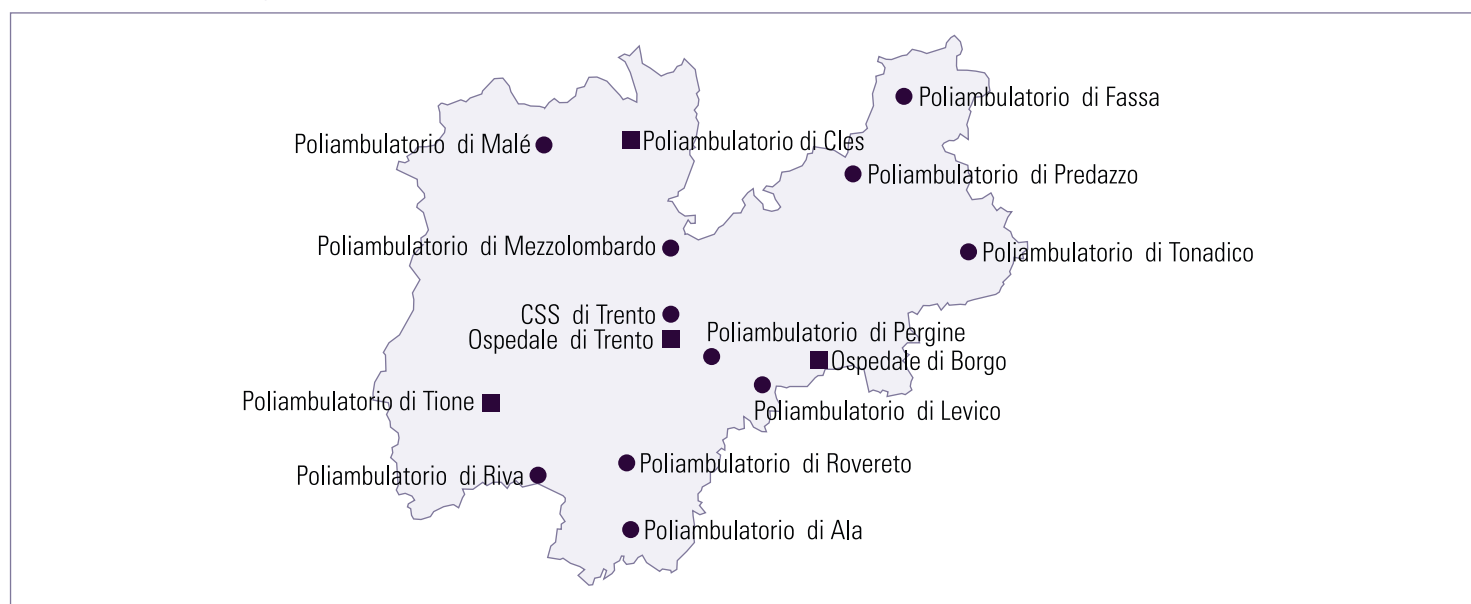 Poliambulatorio di Fassa
Poliambulatorio di Malé
Poliambulatorio di Cles
Poliambulatorio di Predazzo
Poliambulatorio di Mezzolombardo
Poliambulatorio di Tonadico
CSS di Trento
Poliambulatorio di Pergine
Ospedale di Trento
Ospedale di Borgo
Poliambulatorio di Tione
Poliambulatorio di Levico
Poliambulatorio di Rovereto
Poliambulatorio di Riva
Poliambulatorio di Ala